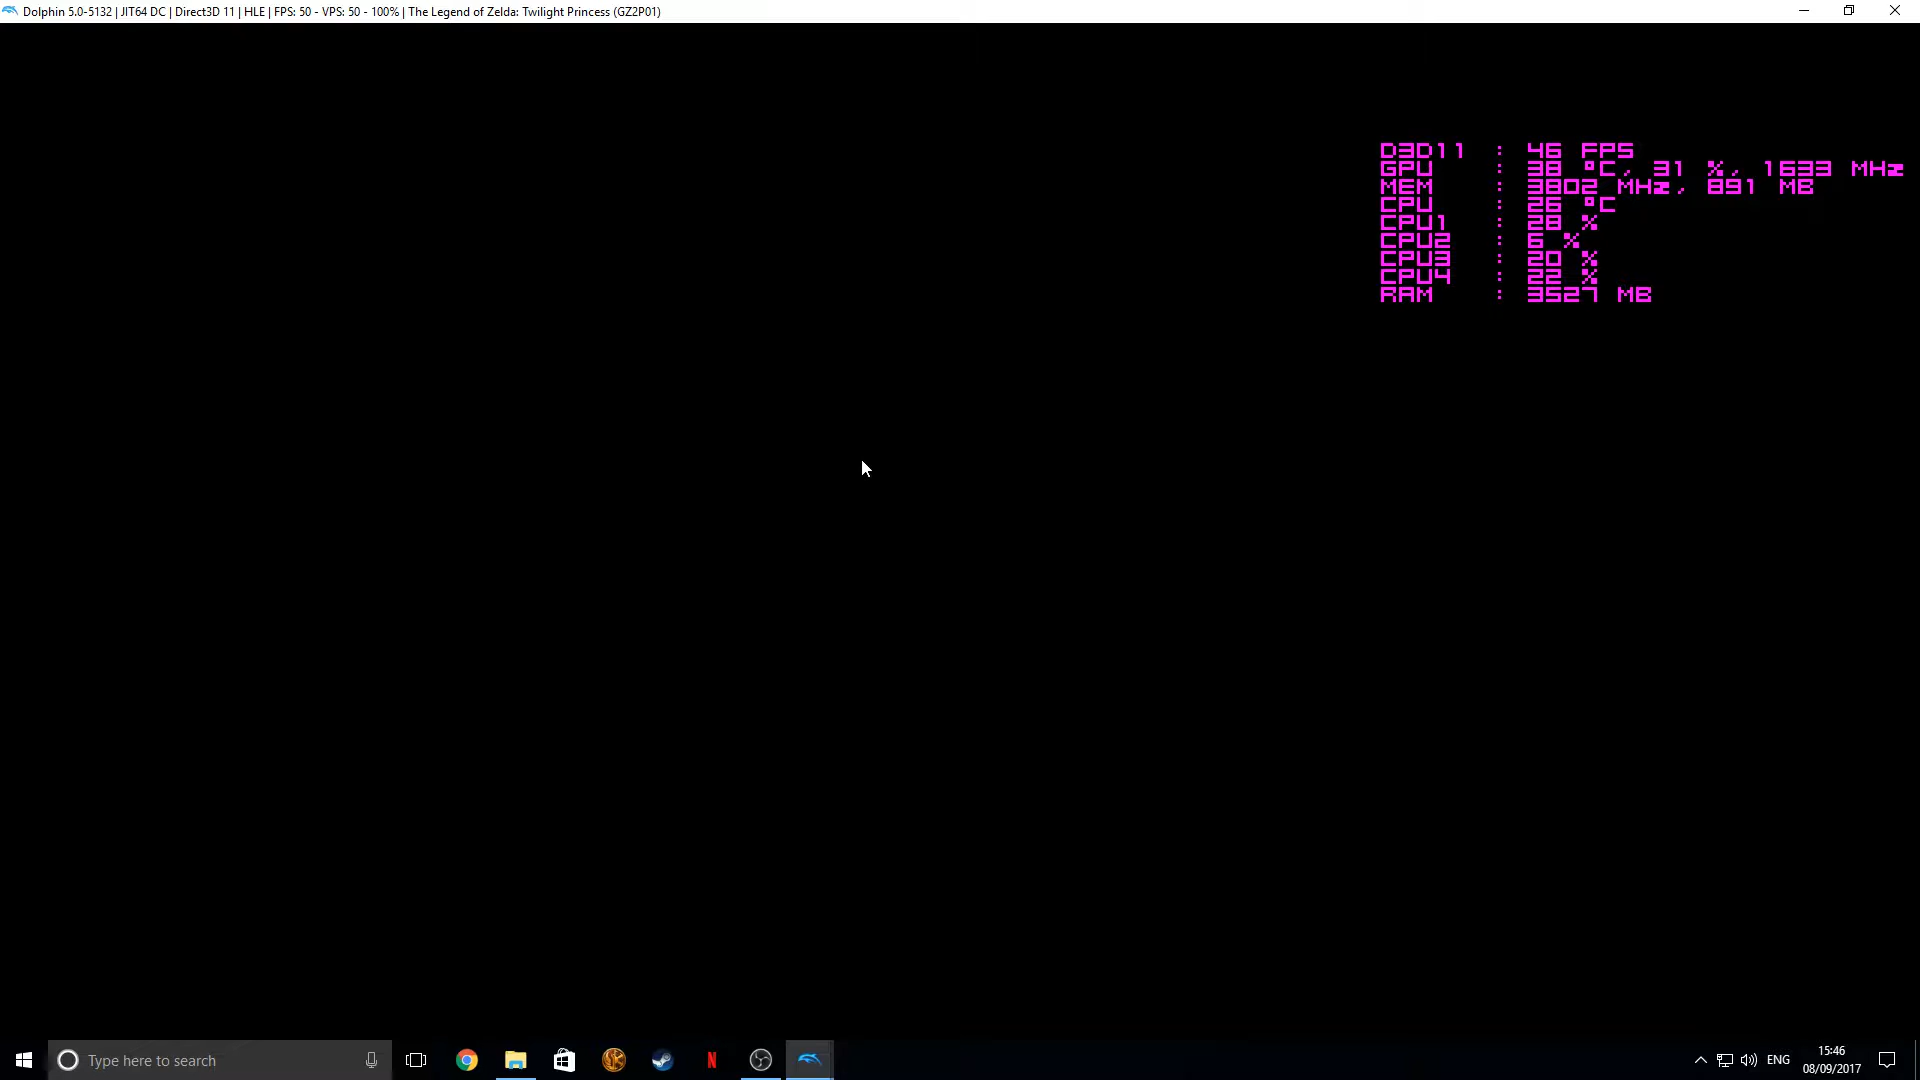 Dolphin 5.0-5132 | JIT64 DC | Direct3D 11 | HLE | FPS: 50 - VPS: 50 - 100% | The Legend of Zelda: Twilight Princess (GZ2P01)
D3D11 : 46 FPS
GPU : 38 °C, 31 %, 1633 MHz
MEM : 3802 MHz, 891 MB
CPU : 26 °C
CPU1 : 28 %
CPU2 : 6 %
CPU3 : 20 %
CPU4 : 22 %
RAM : 3527 MB
Type here to search
N
ENG
15:46
08/09/2017